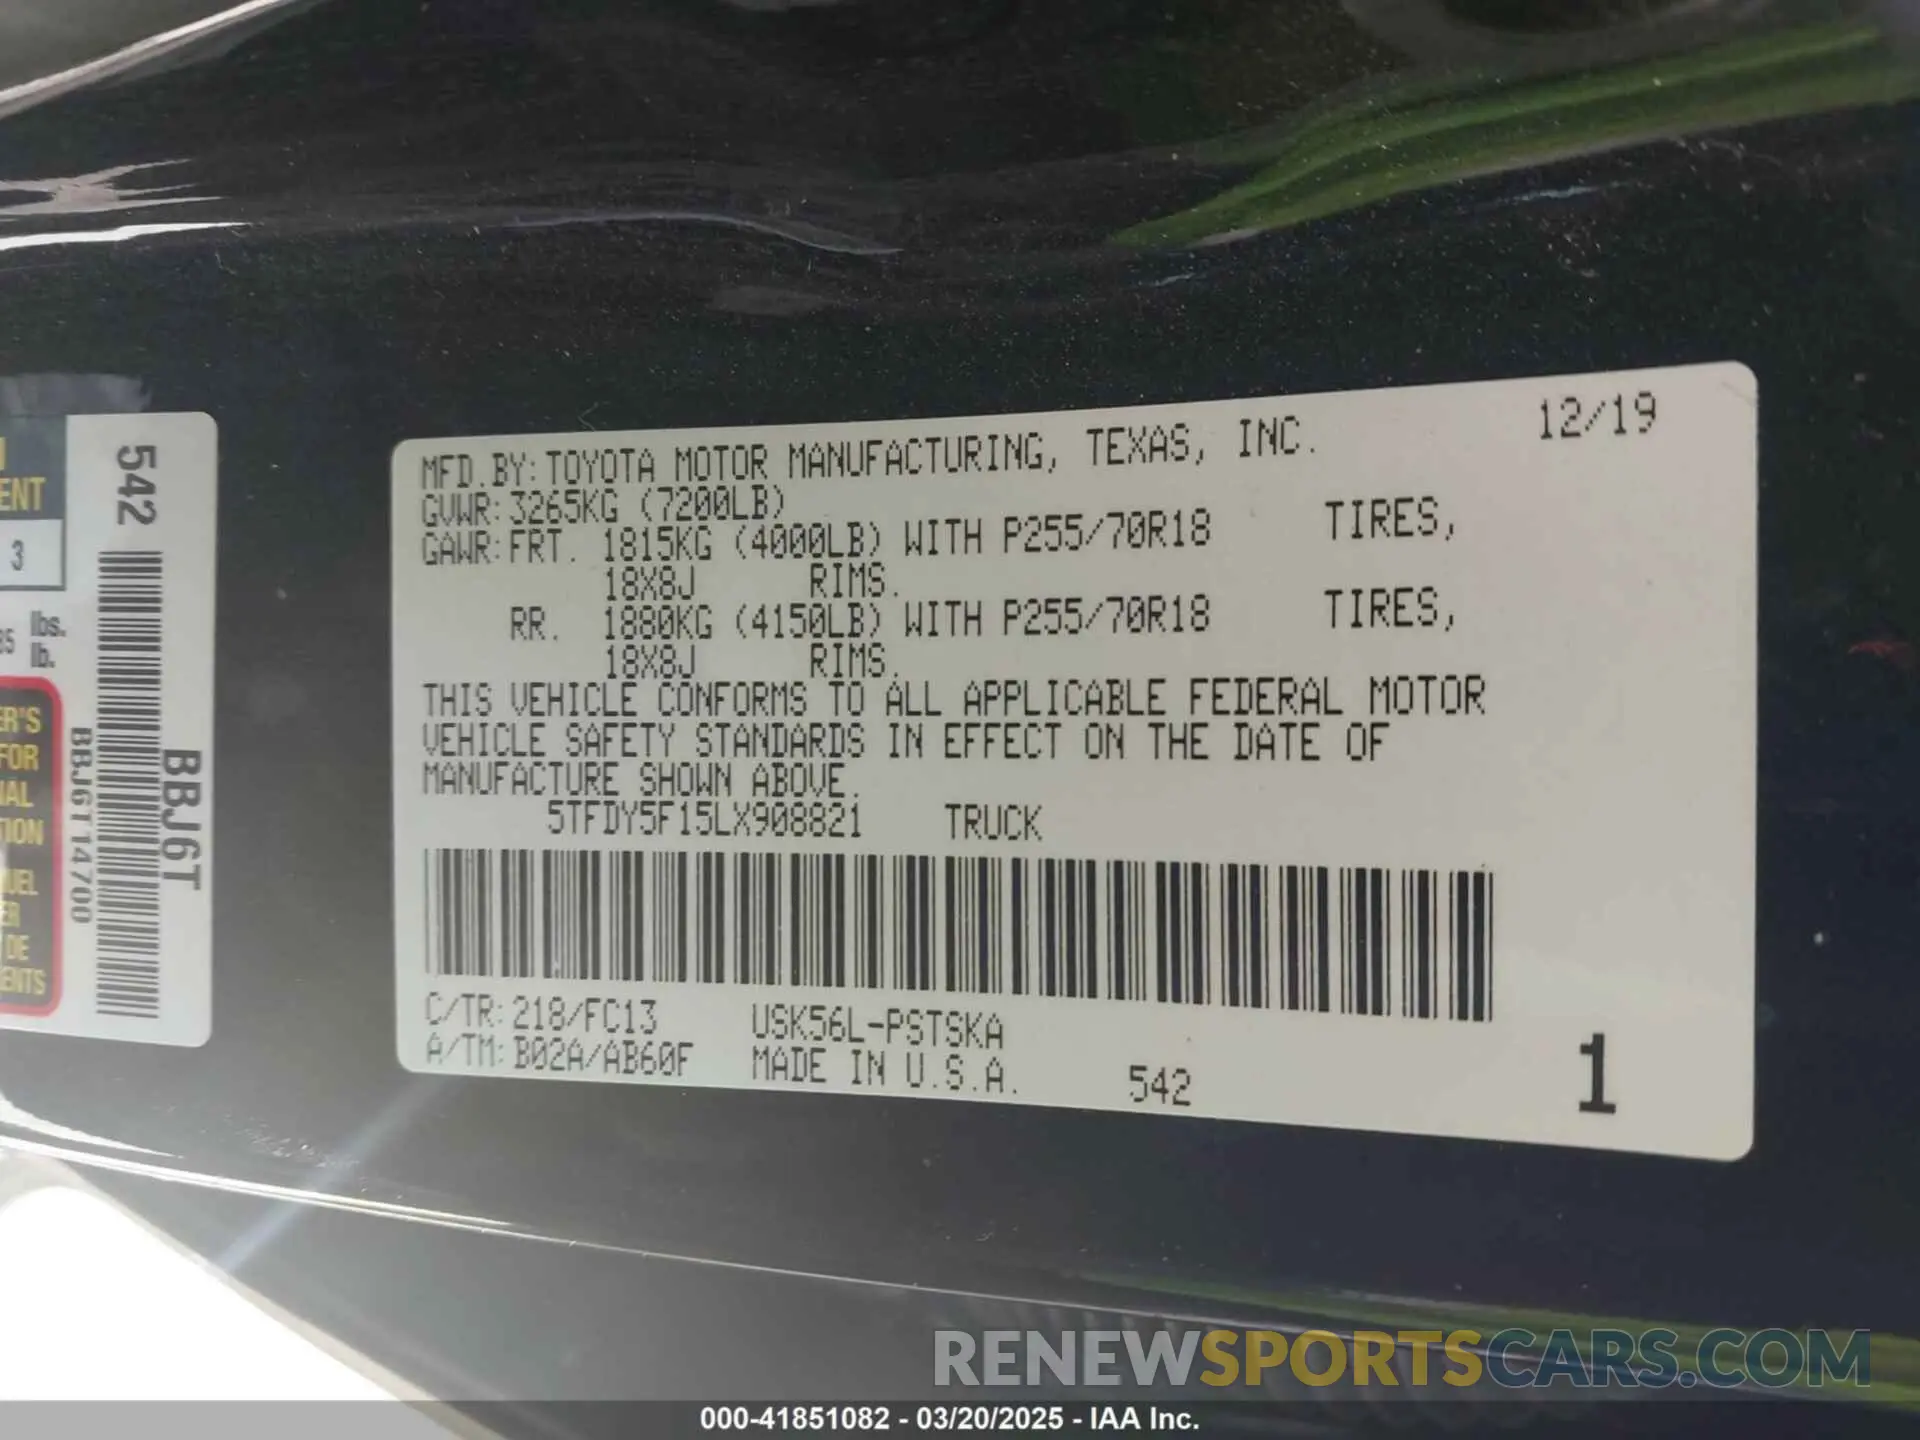 MFD.BY:TOYOTA MOTOR MANUFACTURING, TEXAS, INC. 12/19
GVWR:3265KG (7200LB)
GAWR:FRT. 1815KG (4000LB) WITH P255/70R18 TIRES,
18X8J RIMS.
RR. 1880KG (4150LB) WITH P255/70R18 TIRES,
18X8J RIMS.
THIS VEHICLE CONFORMS TO ALL APPLICABLE FEDERAL MOTOR
VEHICLE SAFETY STANDARDS IN EFFECT ON THE DATE OF
MANUFACTURE SHOWN ABOVE.
5TFDY5F15LX908821 TRUCK
C/TR:218/FC13 USK56L-PSTSKA
A/TM:B02A/AB60F MADE IN U.S.A. 542 1
542
BBJ6T
BBJ6T14700
ENT
3
lbs.
lb.
ER'S
FOR
DE
RENEWSPORTSCARS.COM
000-41851082 - 03/20/2025 - IAA Inc.